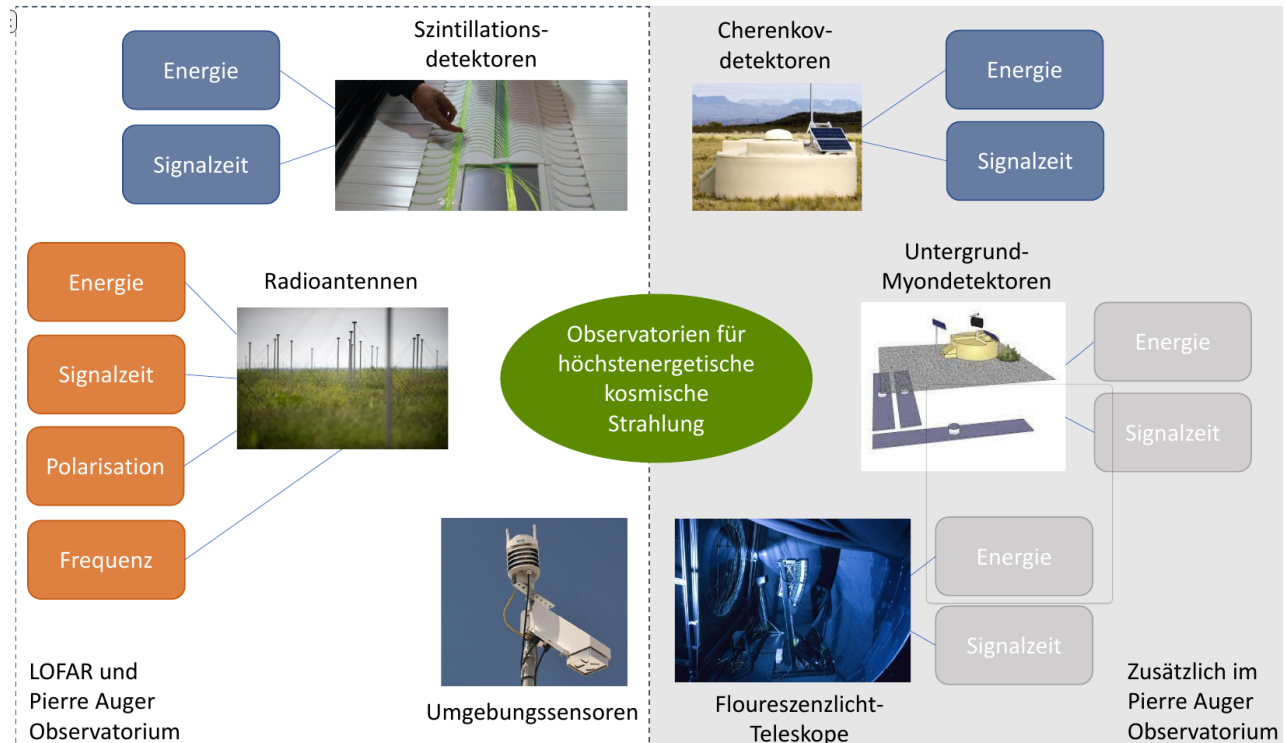 Szintillations-
detektoren
Energie
Signalzeit
Cherenkov-
detektoren
Energie
Signalzeit
Radioantennen
Energie
Signalzeit
Polarisation
Frequenz
Observatorien für
höchstenergetische
kosmische
Strahlung
Untergrund-
Myondetektoren
Energie
Signalzeit
Umgebungssensoren
Floureszenzlicht-
Teleskope
Energie
Signalzeit
LOFAR und
Pierre Auger
Observatorium
Zusätzlich im
Pierre Auger
Observatorium